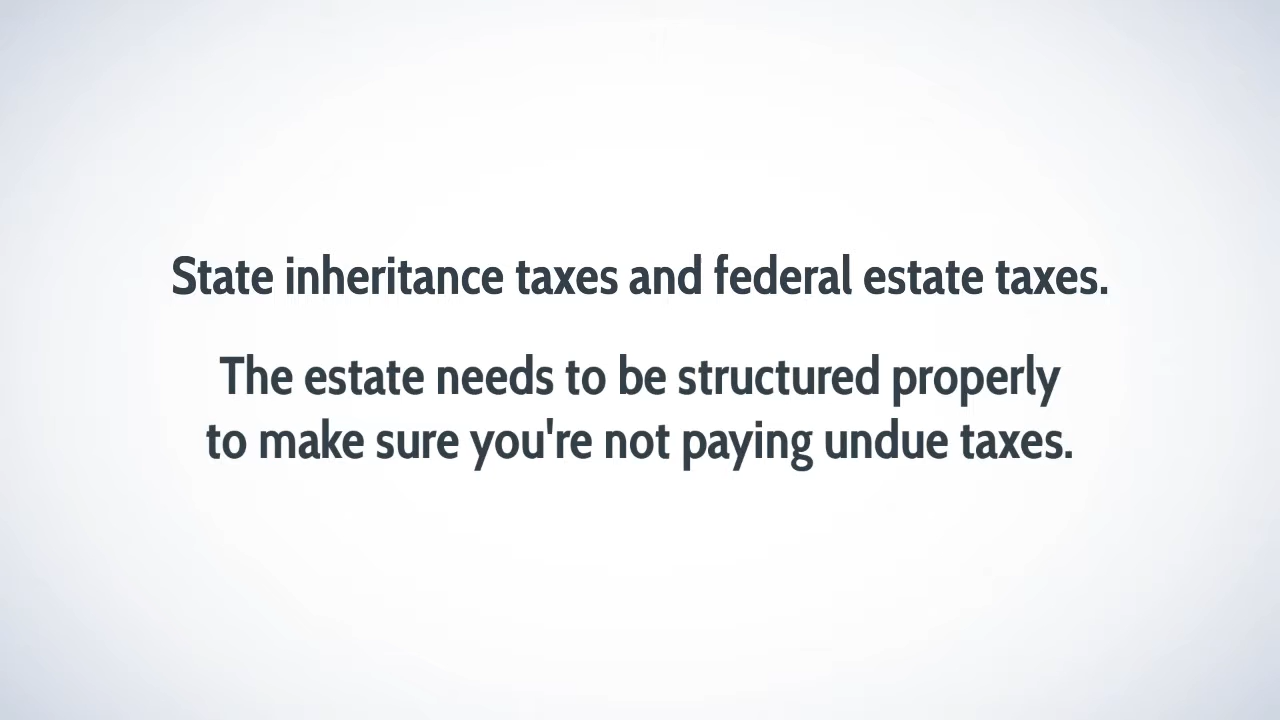 State inheritance taxes and federal estate taxes.
The estate needs to be structured properly
to make sure you're not paying undue taxes.